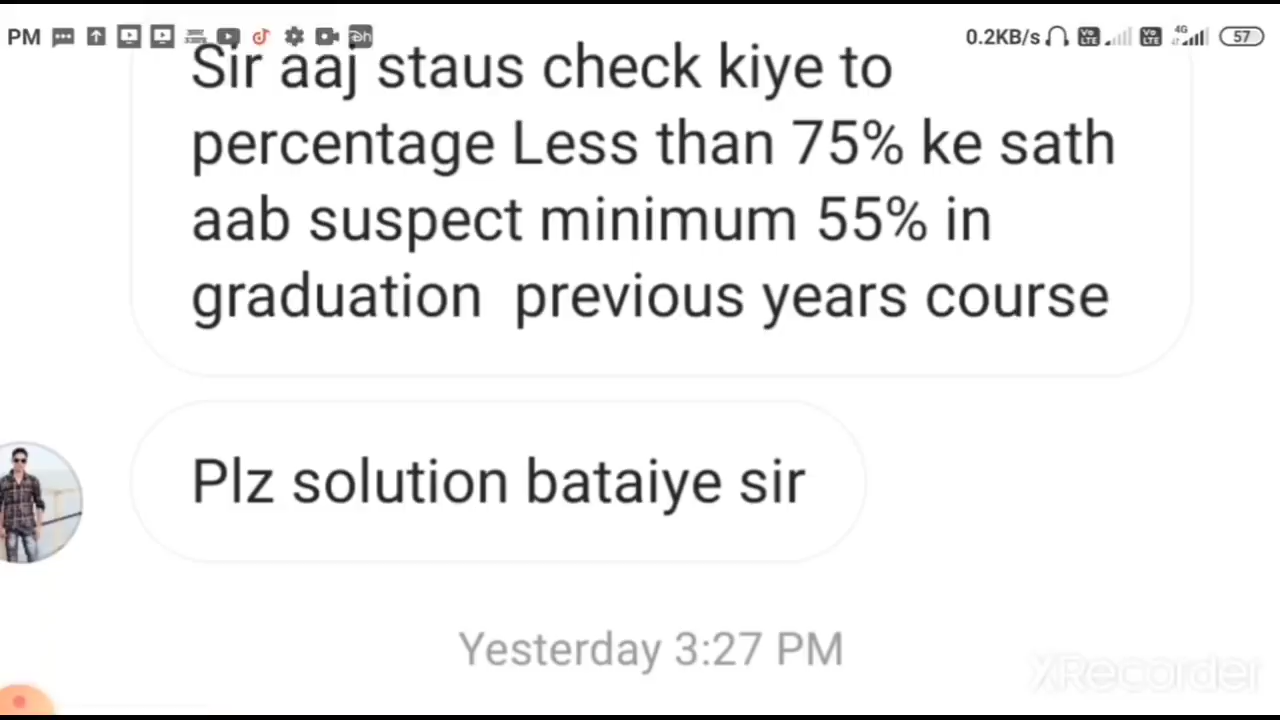 PM
0.2KB/s
4G
57
Sir aaj staus check kiye to
percentage Less than 75% ke sath
aab suspect minimum 55% in
graduation  previous years course
Plz solution bataiye sir
Yesterday 3:27 PM
XRecorder